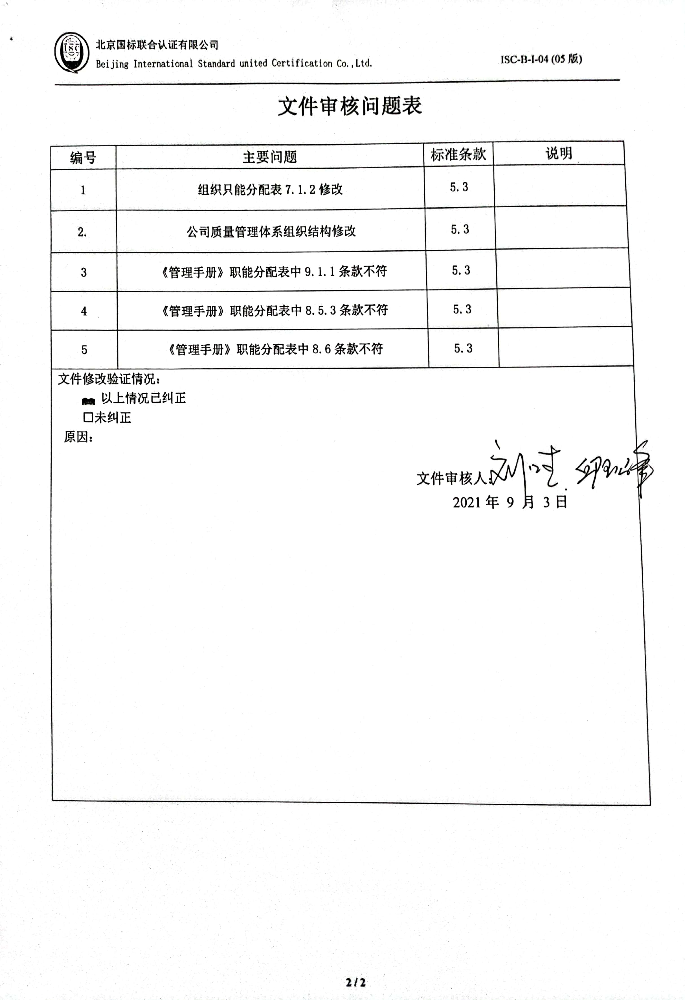 ISC
北京国标联合认证有限公司
Beijing International Standard united Certification Co.,Ltd.
ISC-B-I-04 (05 版)
文件审核问题表
编号 主要问题 标准条款 说明
1 组织只能分配表 7.1.2 修改 5.3
2. 公司质量管理体系组织结构修改 5.3
3 《管理手册》职能分配表中 9.1.1 条款不符 5.3
4 《管理手册》职能分配表中 8.5.3 条款不符 5.3
5 《管理手册》职能分配表中 8.6 条款不符 5.3
文件修改验证情况:
以上情况已纠正
□未纠正
原因:
文件审核人:
2021 年 9 月 3 日
2/2